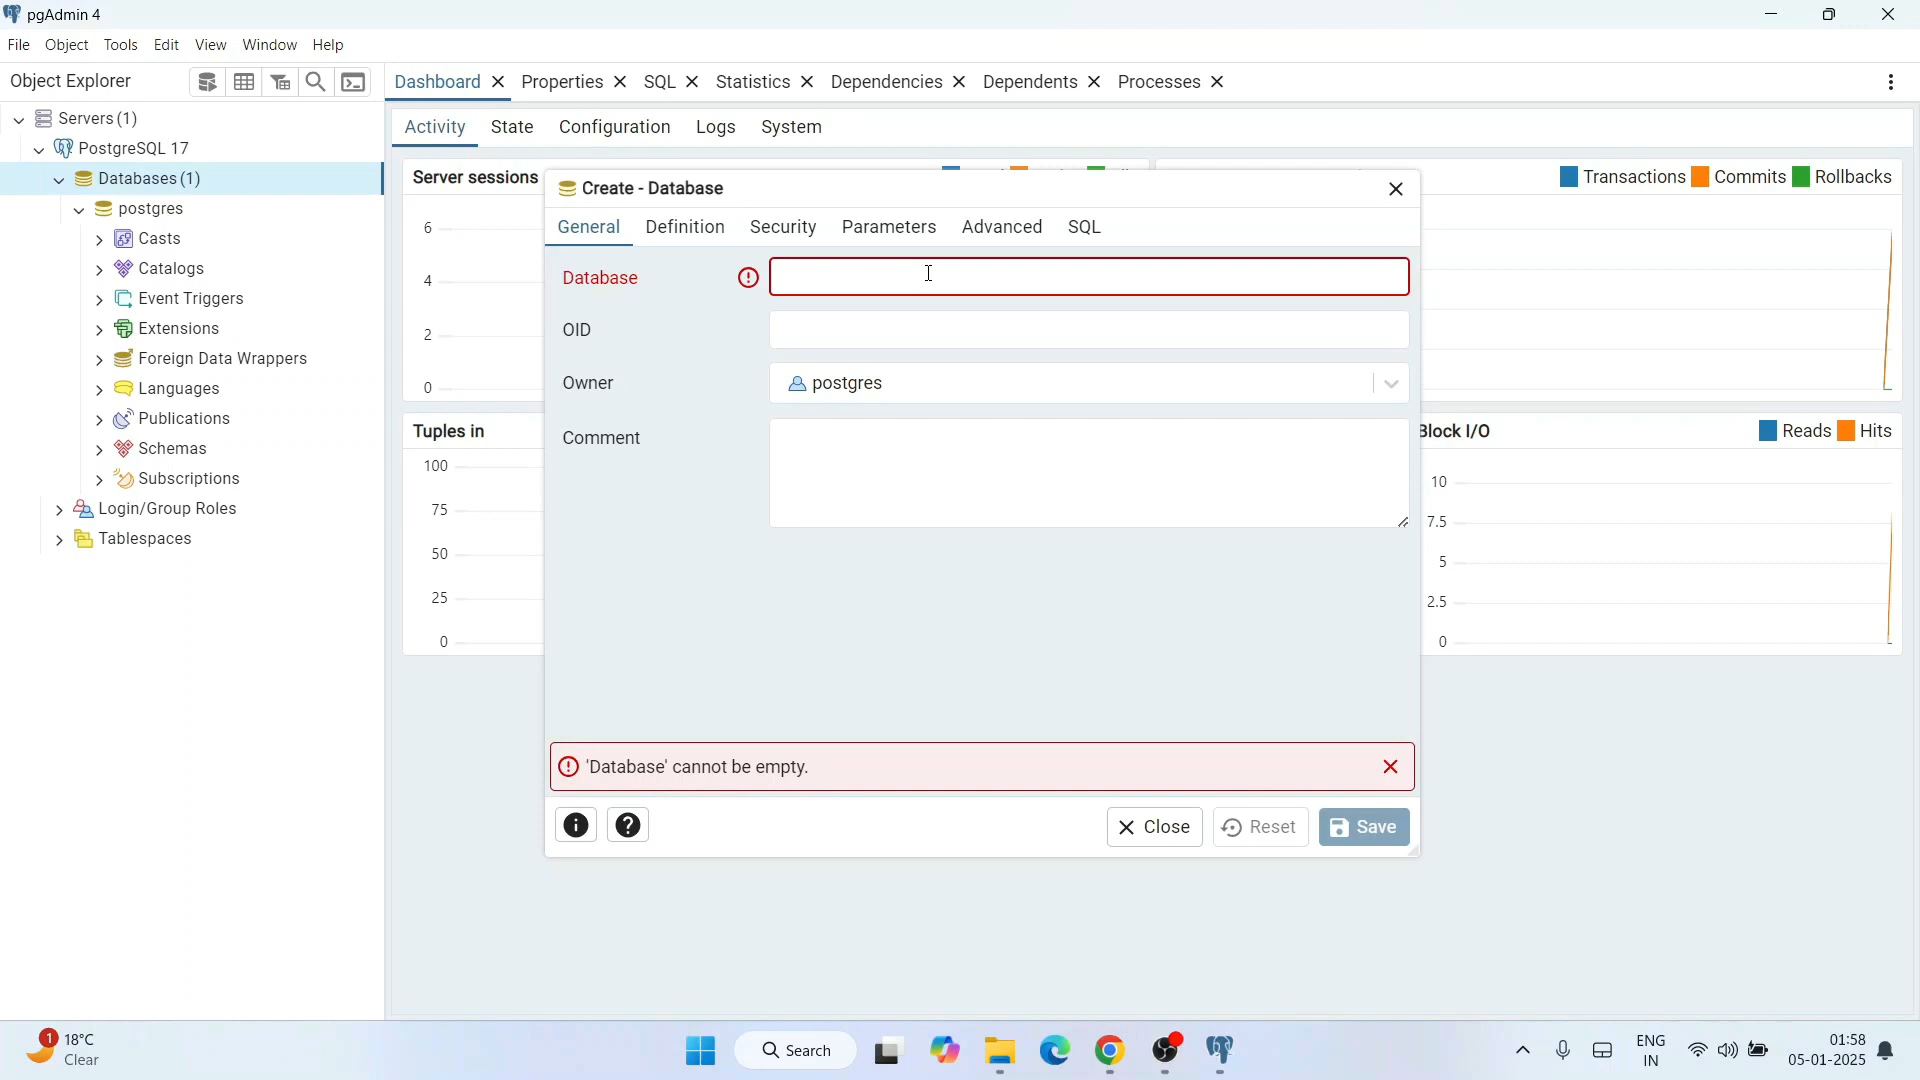 pgAdmin 4
File Object Tools Edit View Window Help
Object Explorer
Dashboard Properties SQL Statistics Dependencies Dependents Processes
Servers (1)
PostgreSQL 17
Databases (1)
postgres
Casts
Catalogs
Event Triggers
Extensions
Foreign Data Wrappers
Languages
Publications
Schemas
Subscriptions
Login/Group Roles
Tablespaces
Activity State Configuration Logs System
Server sessions
6
4
2
0
Transactions Commits Rollbacks
Tuples in
100
75
50
25
0
Block I/O
Reads Hits
10
7.5
5
2.5
0
Create - Database
General Definition Security Parameters Advanced SQL
Database
OID
Owner postgres
Comment
'Database' cannot be empty.
Close Reset Save
1
18°C
Clear
Search
ENG
IN
01:58
05-01-2025